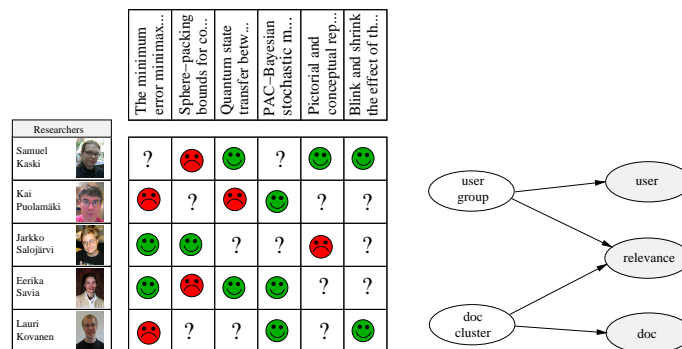 The minimum
error minimax...
Sphere−packing
bounds for co...
Quantum state
transfer betw...
PAC−Bayesian
stochastic m...
Pictorial and
conceptual rep...
Blink and shrink
the effect of th...
Researchers
Samuel
Kaski
? ?
Kai
Puolamäki
? ? ?
Jarkko
Salojärvi
? ? ?
Eerika
Savia
? ?
Lauri
Kovanen
? ? ?
user
group
user
relevance
doc
cluster
doc